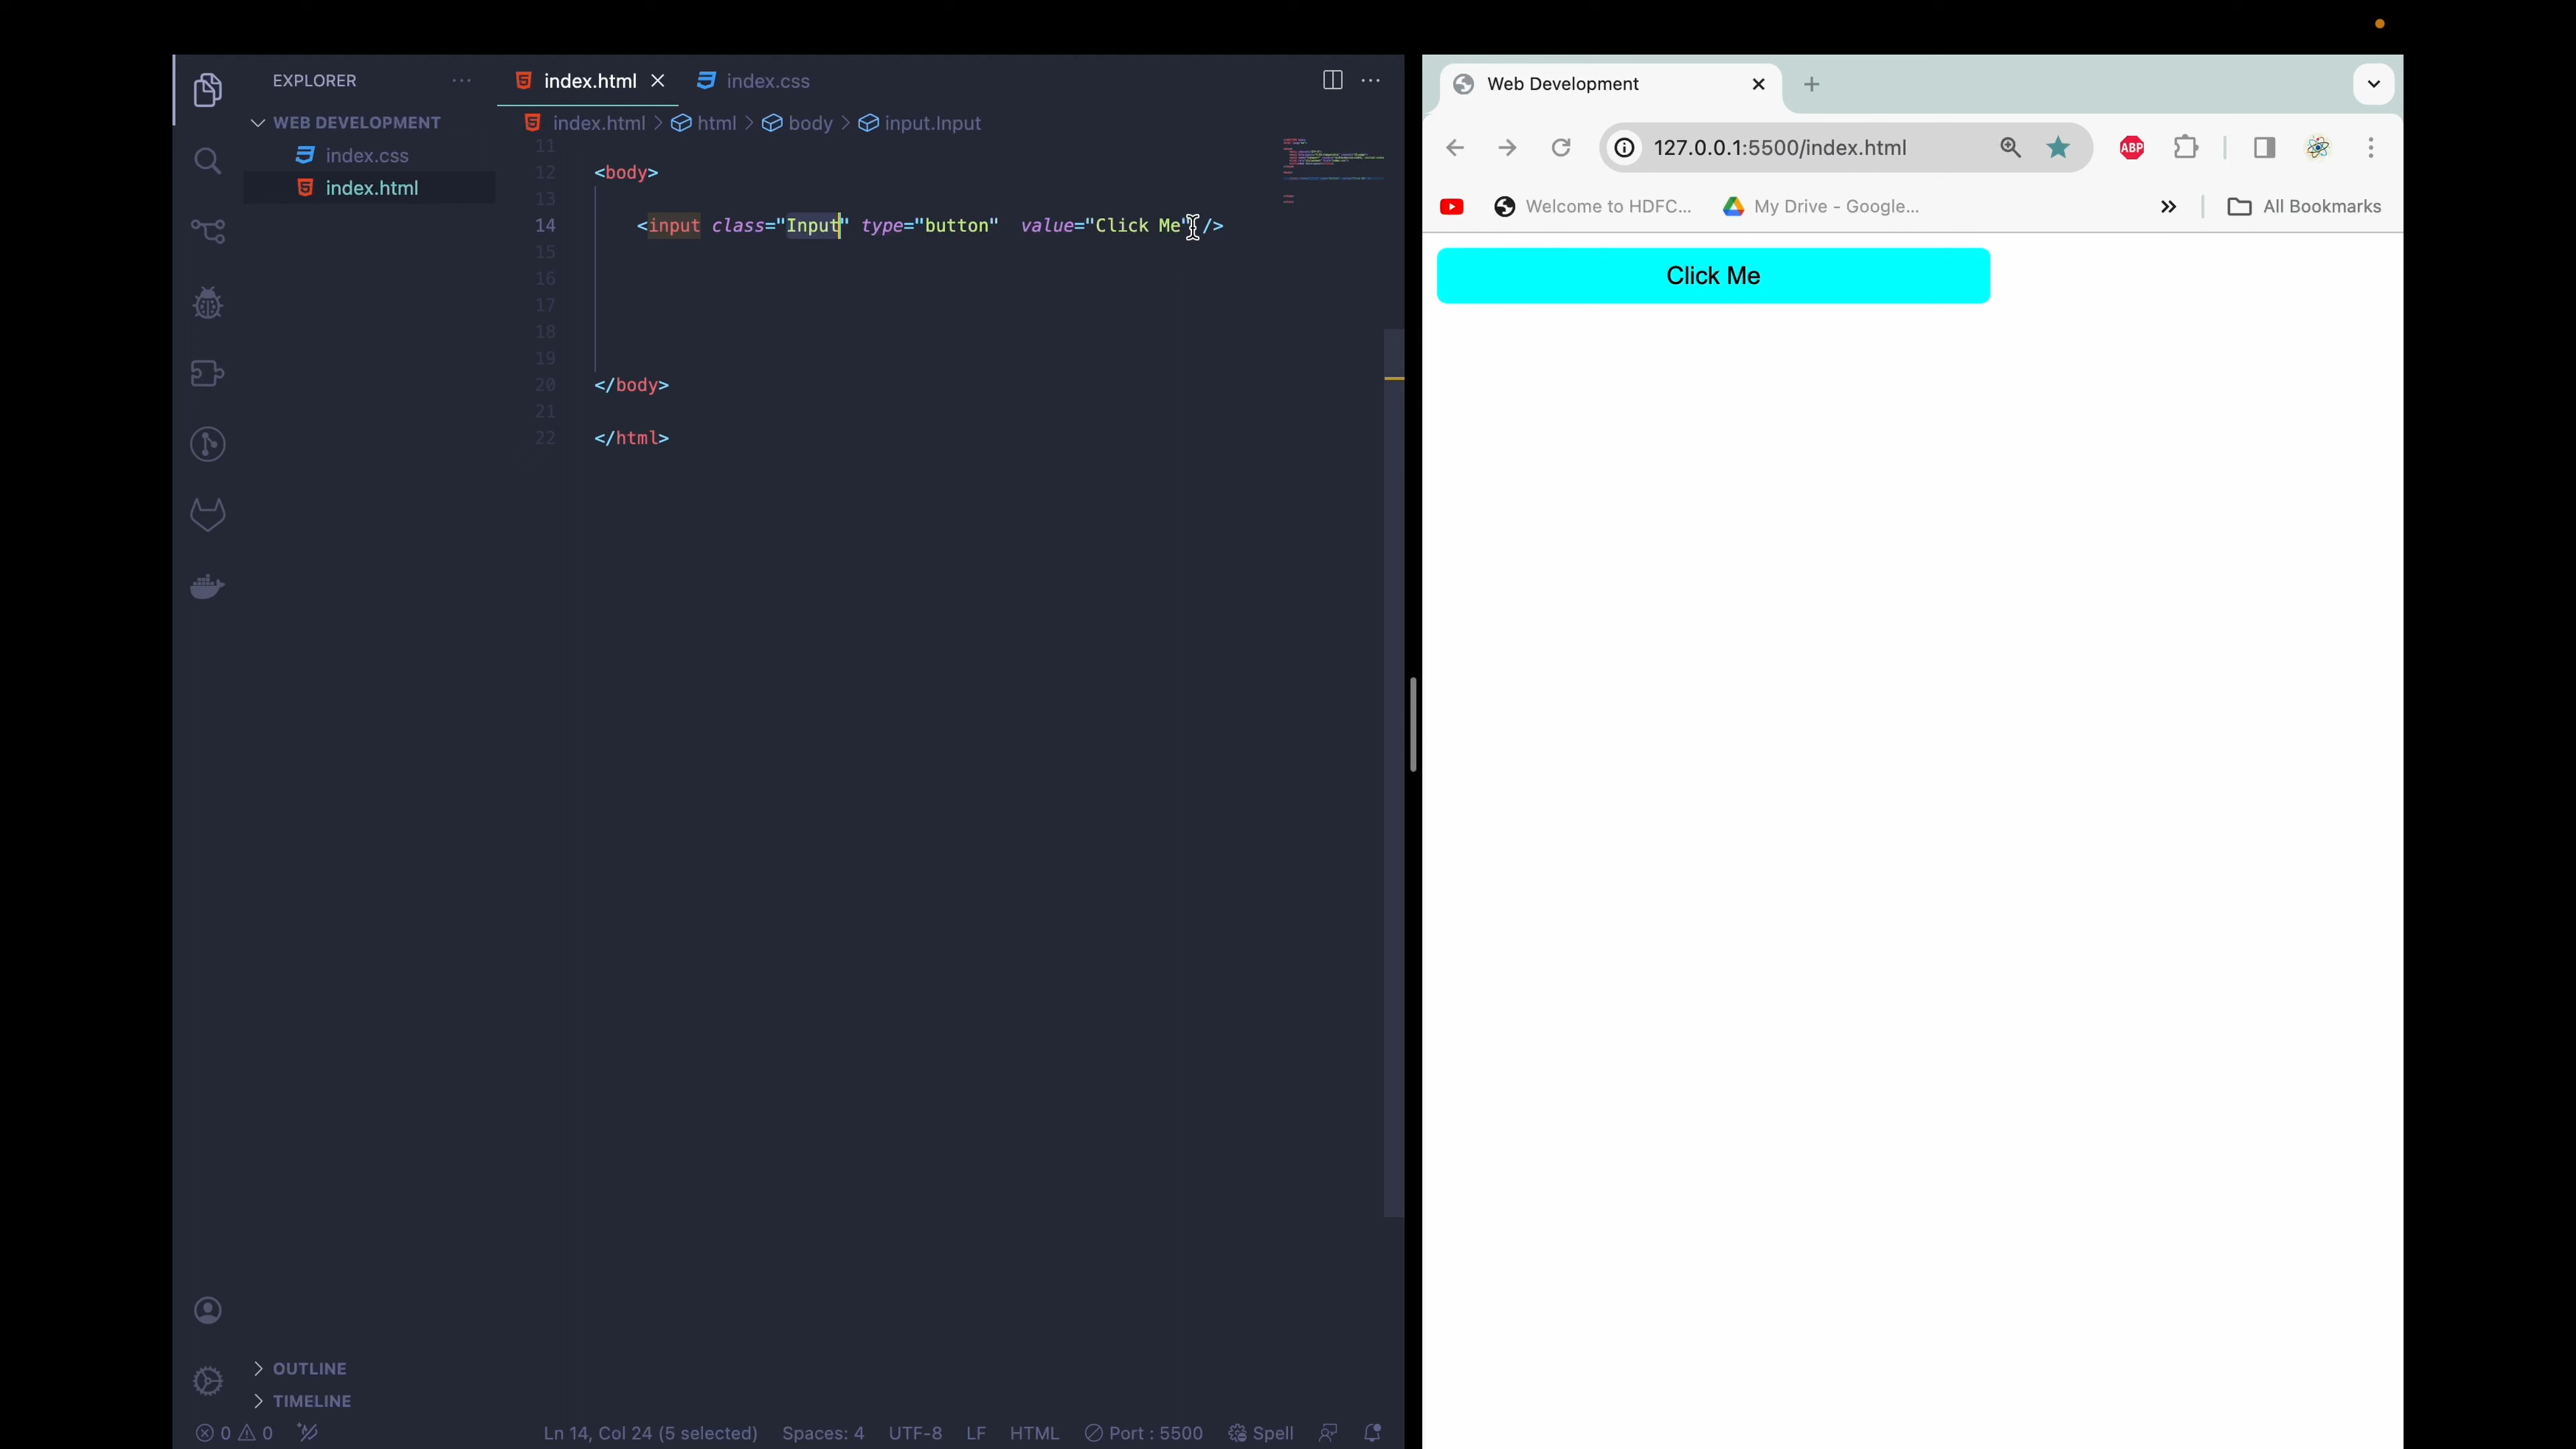 EXPLORER
WEB DEVELOPMENT
index.css
index.html
OUTLINE
TIMELINE
index.html
index.css
index.html > html > body > input.Input
11
12 <body>
13
14 <input class="Input" type="button"  value="Click Me" />
15
16
17
18
19
20 </body>
21
22 </html>
0 0 Ln 14, Col 24 (5 selected) Spaces: 4 UTF-8 LF HTML Port : 5500 Spell
Web Development
127.0.0.1:5500/index.html
ABP
Welcome to HDFC... My Drive - Google... All Bookmarks
Click Me